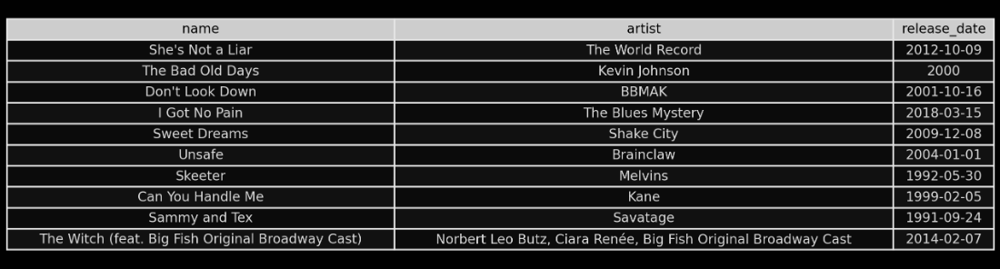 name artist release_date
She's Not a Liar The World Record 2012-10-09
The Bad Old Days Kevin Johnson 2000
Don't Look Down BBMAK 2001-10-16
I Got No Pain The Blues Mystery 2018-03-15
Sweet Dreams Shake City 2009-12-08
Unsafe Brainclaw 2004-01-01
Skeeter Melvins 1992-05-30
Can You Handle Me Kane 1999-02-05
Sammy and Tex Savatage 1991-09-24
The Witch (feat. Big Fish Original Broadway Cast) Norbert Leo Butz, Ciara Renée, Big Fish Original Broadway Cast 2014-02-07